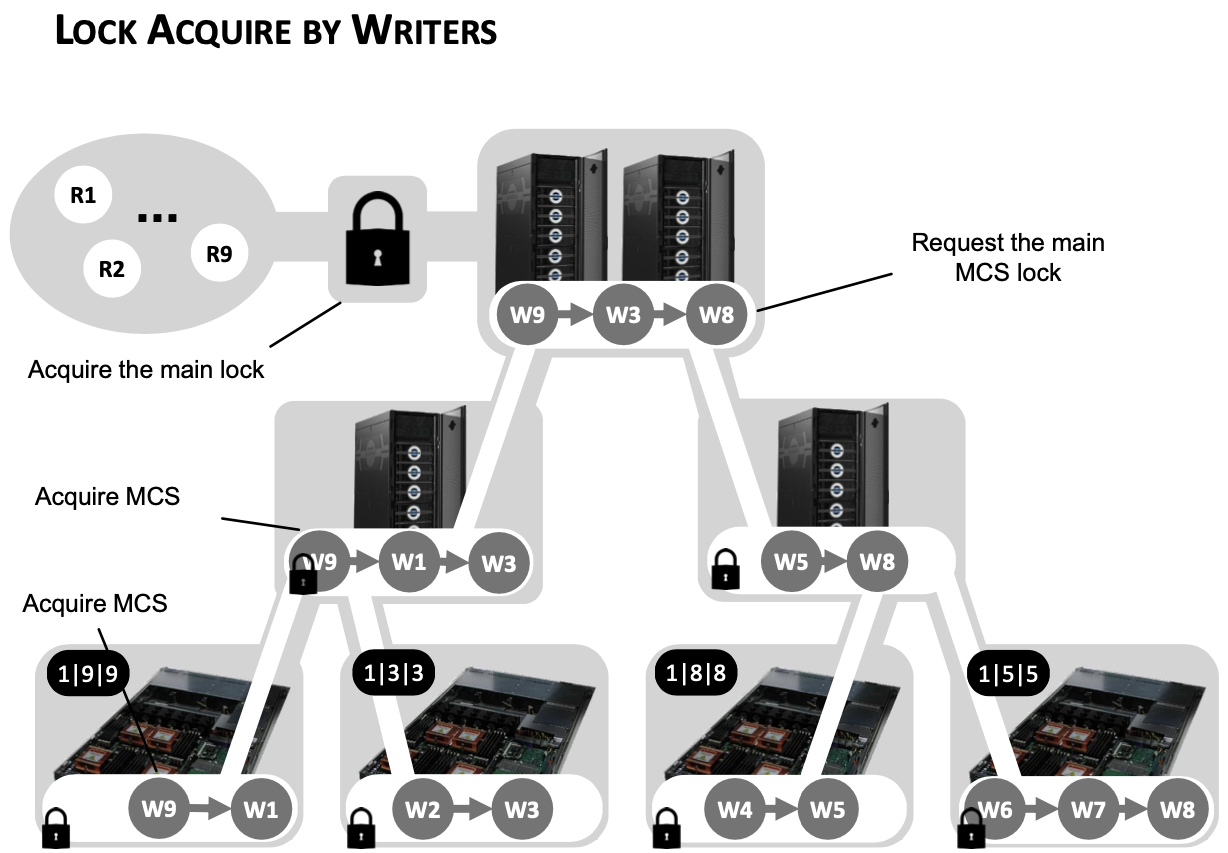 LOCK ACQUIRE BY WRITERS
R1
...
R2
R9
Request the main
MCS lock
W9
W3
W8
Acquire the main lock
Acquire MCS
W9
W1
W3
W5
W8
Acquire MCS
1|9|9
1|3|3
1|8|8
1|5|5
W9
W1
W2
W3
W4
W5
W6
W7
W8